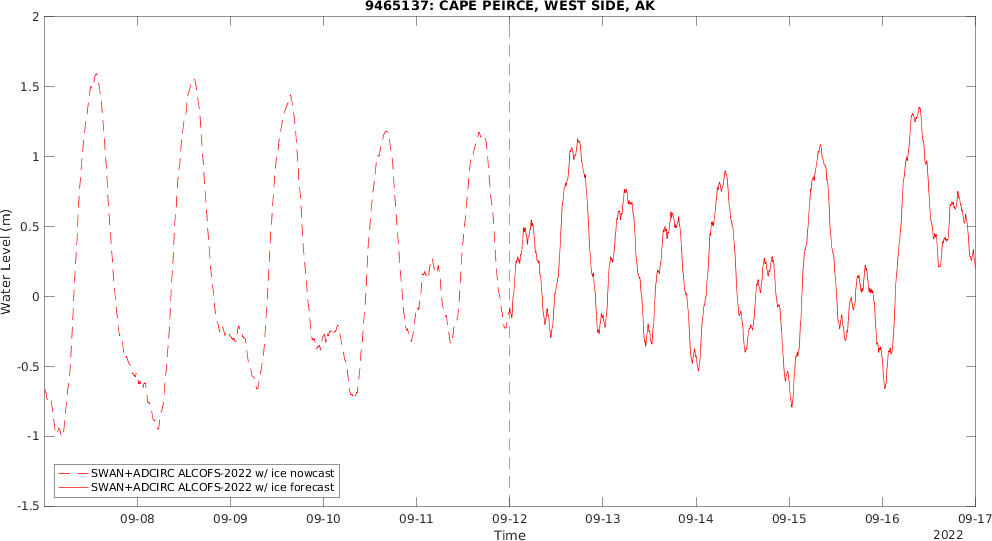 9465137: CAPE PEIRCE, WEST SIDE, AK
2
1.5
1
0.5
0
-0.5
-1
-1.5
Water Level (m)
SWAN+ADCIRC ALCOFS-2022 w/ ice nowcast
SWAN+ADCIRC ALCOFS-2022 w/ ice forecast
09-08 09-09 09-10 09-11 09-12 09-13 09-14 09-15 09-16 09-17
Time
2022